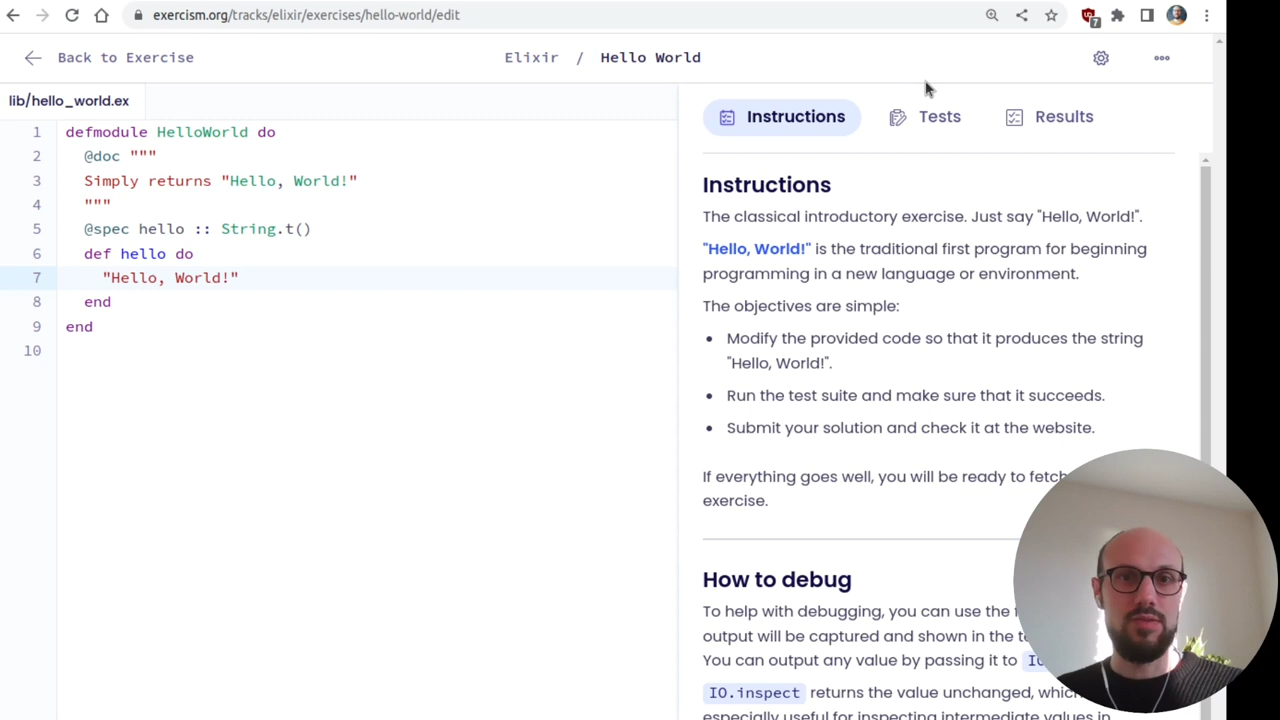 exercism.org/tracks/elixir/exercises/hello-world/edit
7
Back to Exercise
Elixir / Hello World
lib/hello_world.ex
1 defmodule HelloWorld do
2 @doc """
3 Simply returns "Hello, World!"
4 """
5 @spec hello :: String.t()
6 def hello do
7 "Hello, World!"
8 end
9 end
10
Instructions
Tests
Results
Instructions
The classical introductory exercise. Just say "Hello, World!".
"Hello, World!" is the traditional first program for beginning
programming in a new language or environment.
The objectives are simple:
• Modify the provided code so that it produces the string
"Hello, World!".
• Run the test suite and make sure that it succeeds.
• Submit your solution and check it at the website.
If everything goes well, you will be ready to fetch
exercise.
How to debug
To help with debugging, you can use the
output will be captured and shown in the
You can output any value by passing it to
IO.inspect returns the value unchanged,
especially useful for inspecting intermediate values in